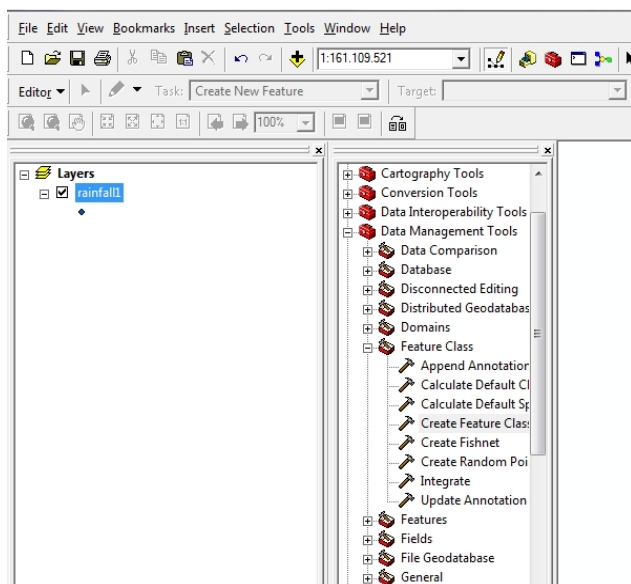 File Edit View Bookmarks Insert Selection Tools Window Help
1:161.109.521
Editor Task: Create New Feature Target:
100%
Layers
rainfall1
Cartography Tools
Conversion Tools
Data Interoperability Tools
Data Management Tools
Data Comparison
Database
Disconnected Editing
Distributed Geodatabas
Domains
Feature Class
Append Annotation
Calculate Default Cl
Calculate Default Sp
Create Feature Clas
Create Fishnet
Create Random Poi
Integrate
Update Annotation
Features
Fields
File Geodatabase
General